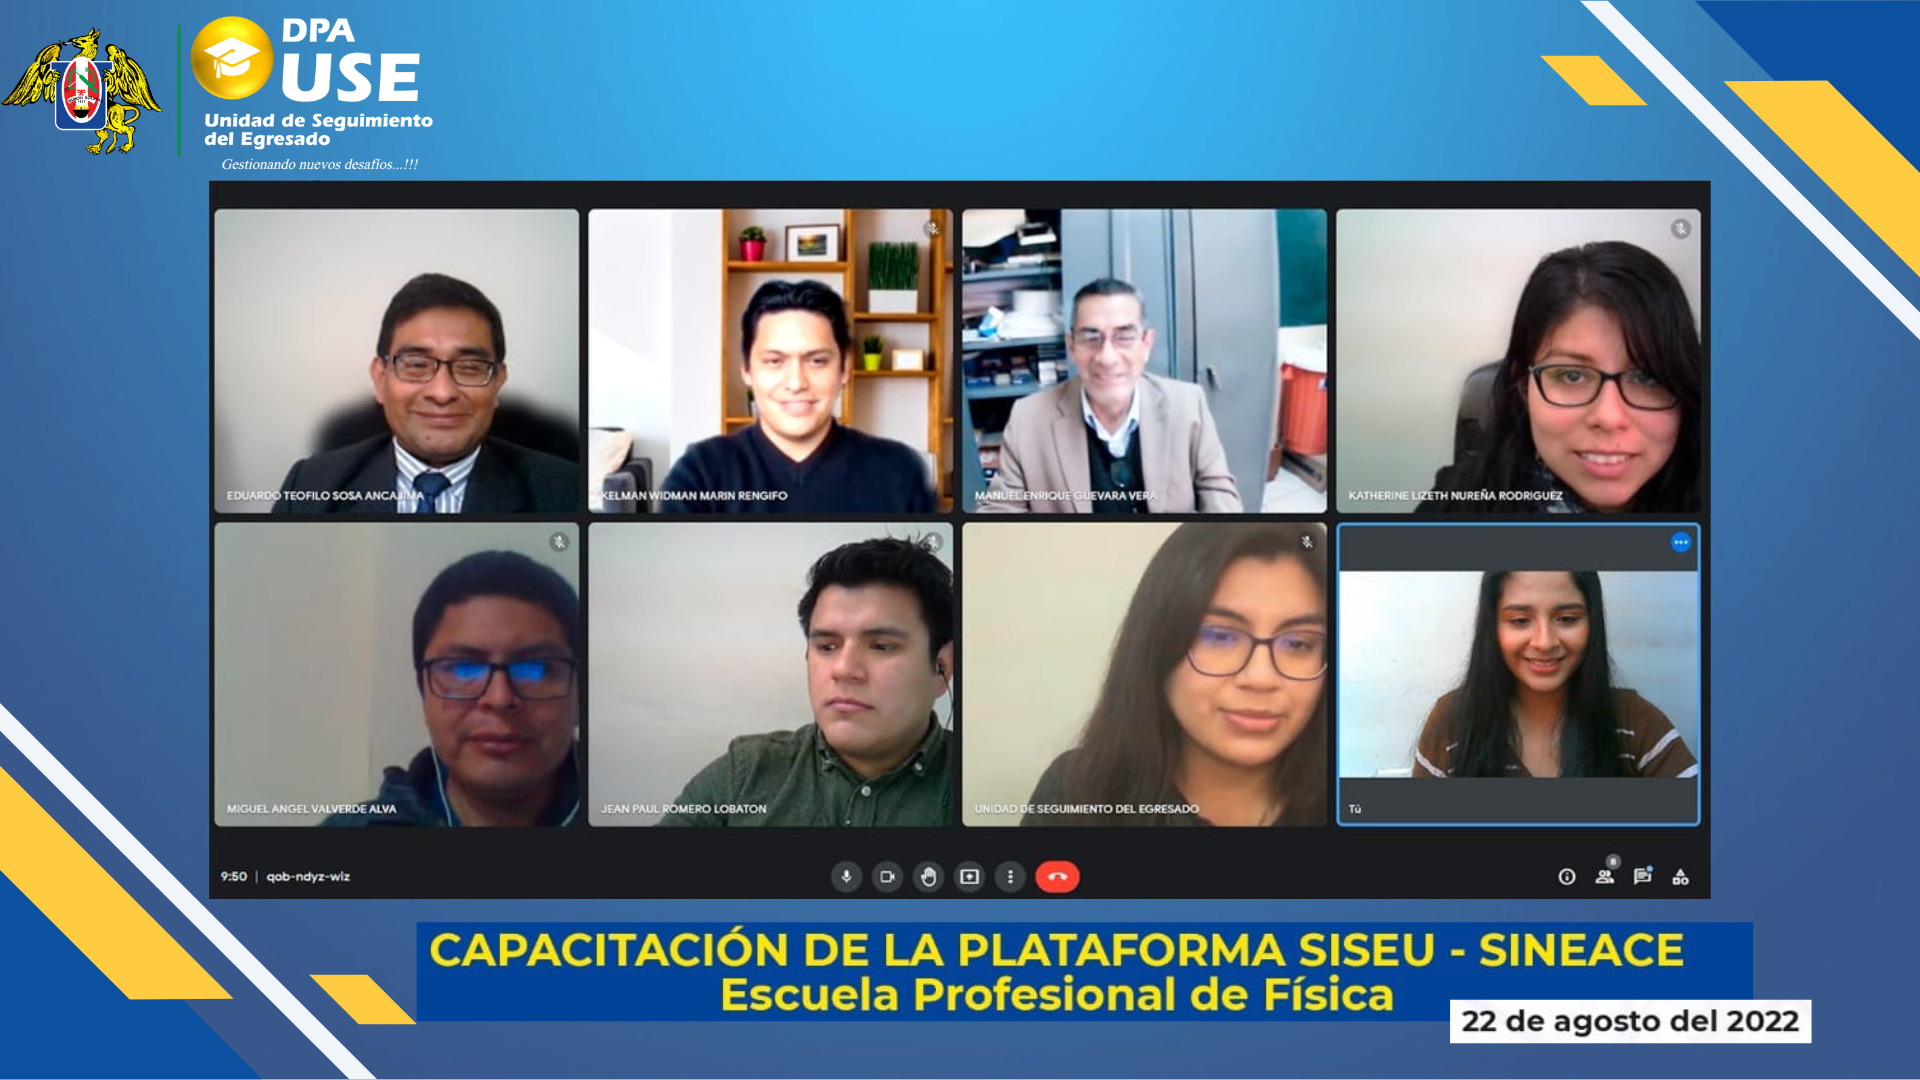 DPA
USE
Unidad de Seguimiento
del Egresado
Gestionando nuevos desafíos...!!!
EDUARDO TEOFILO SOSA ANCAJIMA
KELMAN WIDMAN MARIN RENGIFO
MANUEL ENRIQUE GUEVARA VERA
KATHERINE LIZETH NUREÑA RODRIGUEZ
MIGUEL ANGEL VALVERDE ALVA
JEAN PAUL ROMERO LOBATON
UNIDAD DE SEGUIMIENTO DEL EGRESADO
Tú
9:50 | qob-ndyz-wiz
8
CAPACITACIÓN DE LA PLATAFORMA SISEU - SINEACE
Escuela Profesional de Física
22 de agosto del 2022